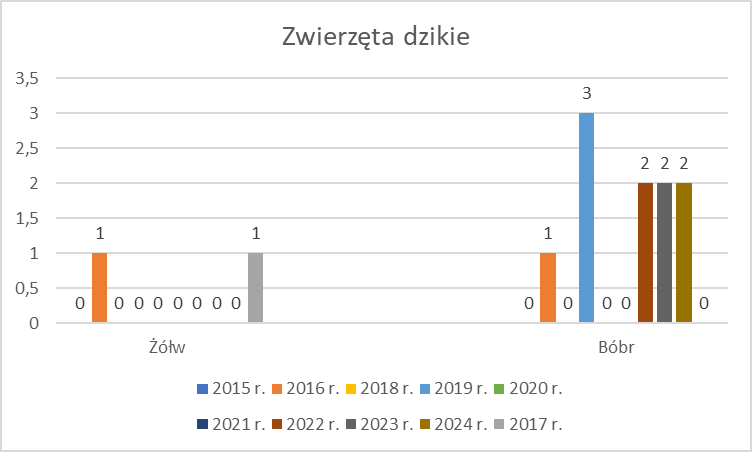 Zwierzęta dzikie
3,5
3
2,5
2
1,5
1
0,5
0
0 1 0 0 0 0 0 0 0 1
0 1 0 3 0 0 2 2 2 0
Żółw Bóbr
2015 r. 2016 r. 2018 r. 2019 r. 2020 r.
2021 r. 2022 r. 2023 r. 2024 r. 2017 r.